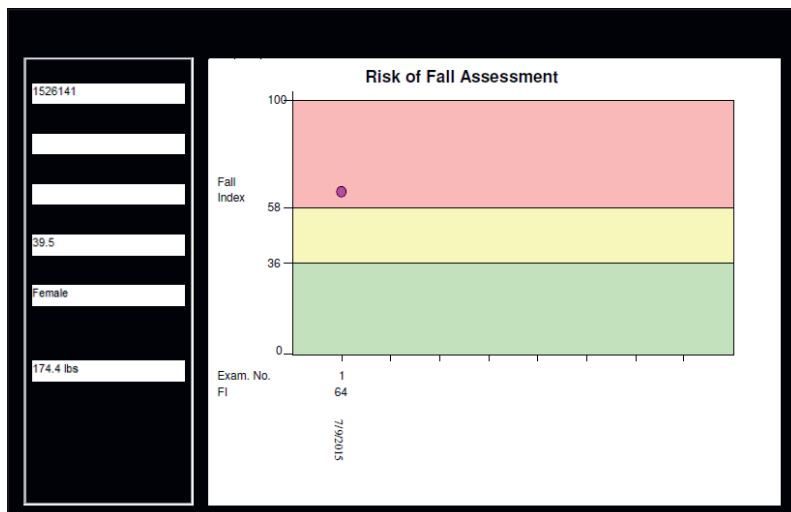 1526141
39.5
Female
174.4 lbs
Risk of Fall Assessment
100
Fall
Index
58
36
0
Exam. No. 1
FI 64
7/9/2015